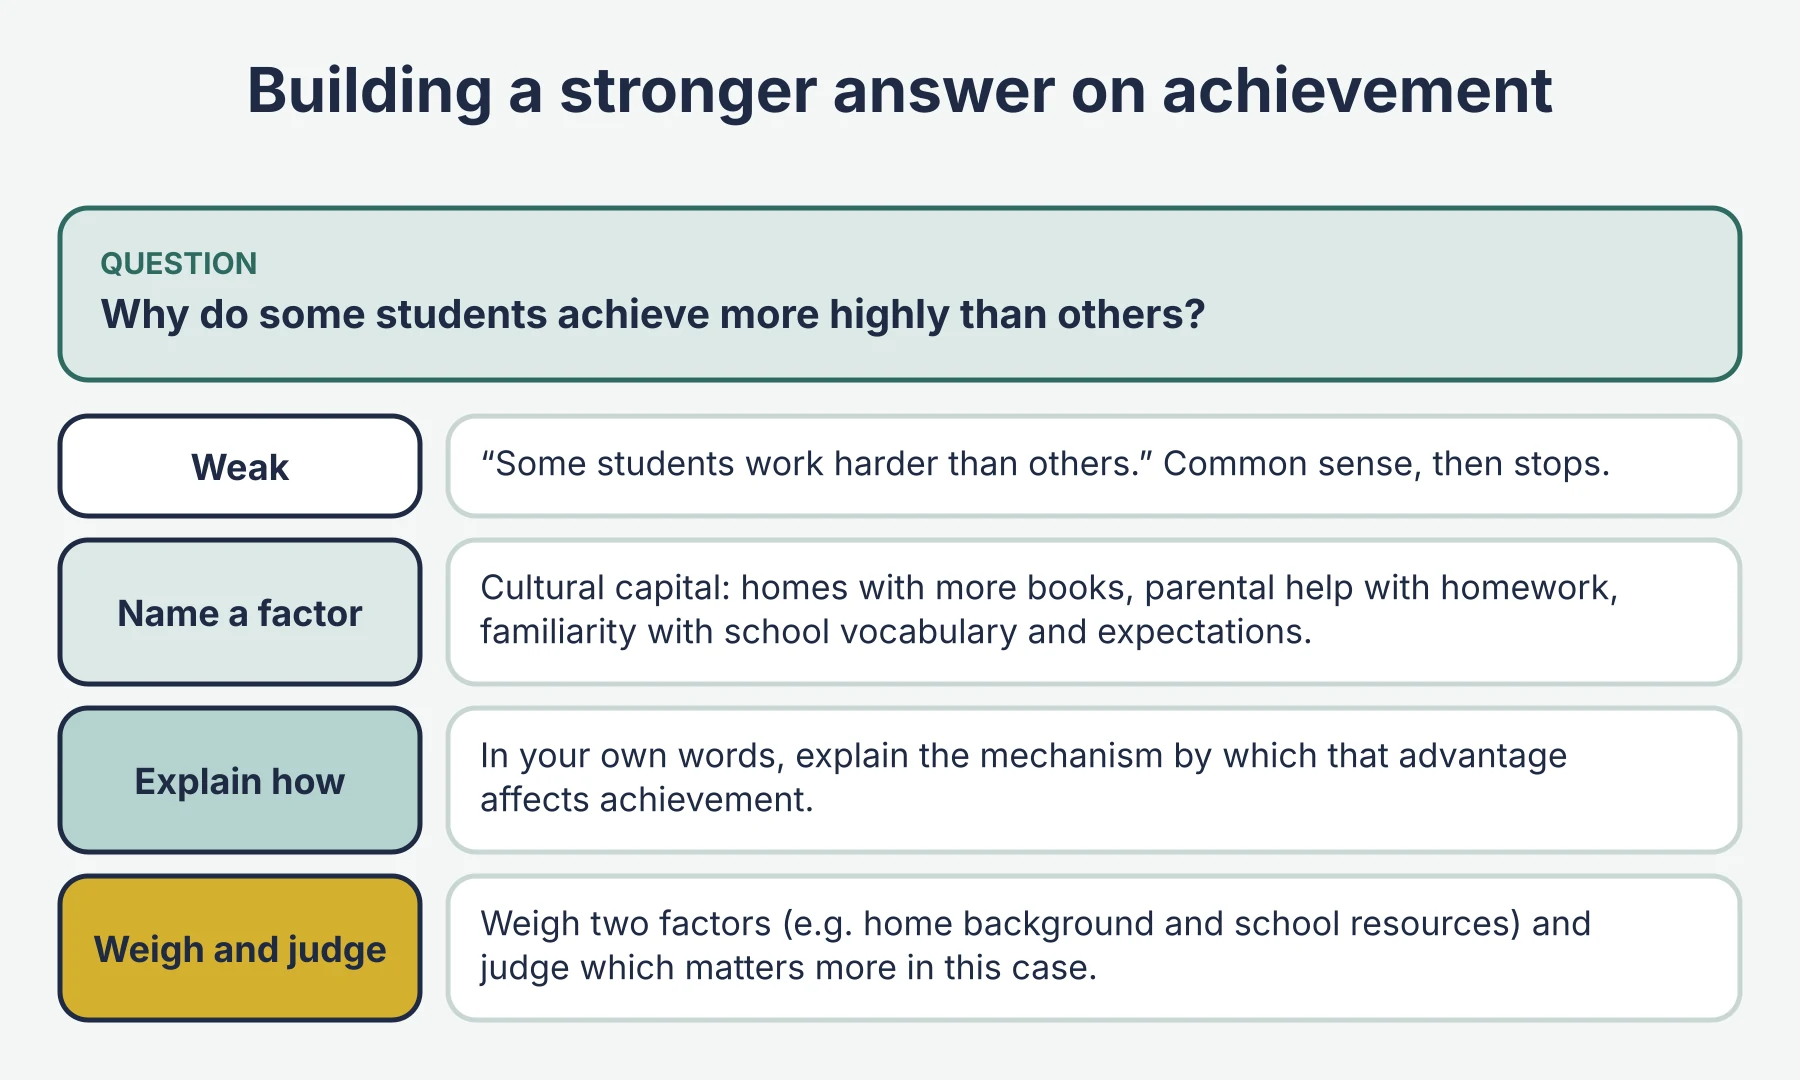 Building a stronger answer on achievement
QUESTION
Why do some students achieve more highly than others?
Weak
“Some students work harder than others.” Common sense, then stops.
Name a factor
Cultural capital: homes with more books, parental help with homework,
familiarity with school vocabulary and expectations.
Explain how
In your own words, explain the mechanism by which that advantage
affects achievement.
Weigh and judge
Weigh two factors (e.g. home background and school resources) and
judge which matters more in this case.